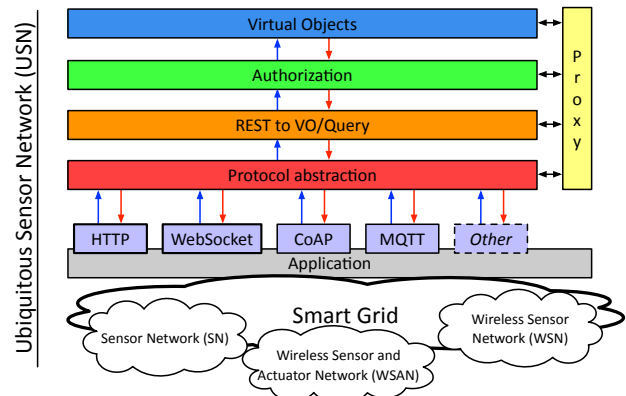 Ubiquitous Sensor Network (USN)
Virtual Objects
Authorization
REST to VO/Query
Protocol abstraction
Proxy
HTTP
WebSocket
CoAP
MQTT
Other
Application
Smart Grid
Sensor Network (SN)
Wireless Sensor and
Actuator Network (WSAN)
Wireless Sensor
Network (WSN)